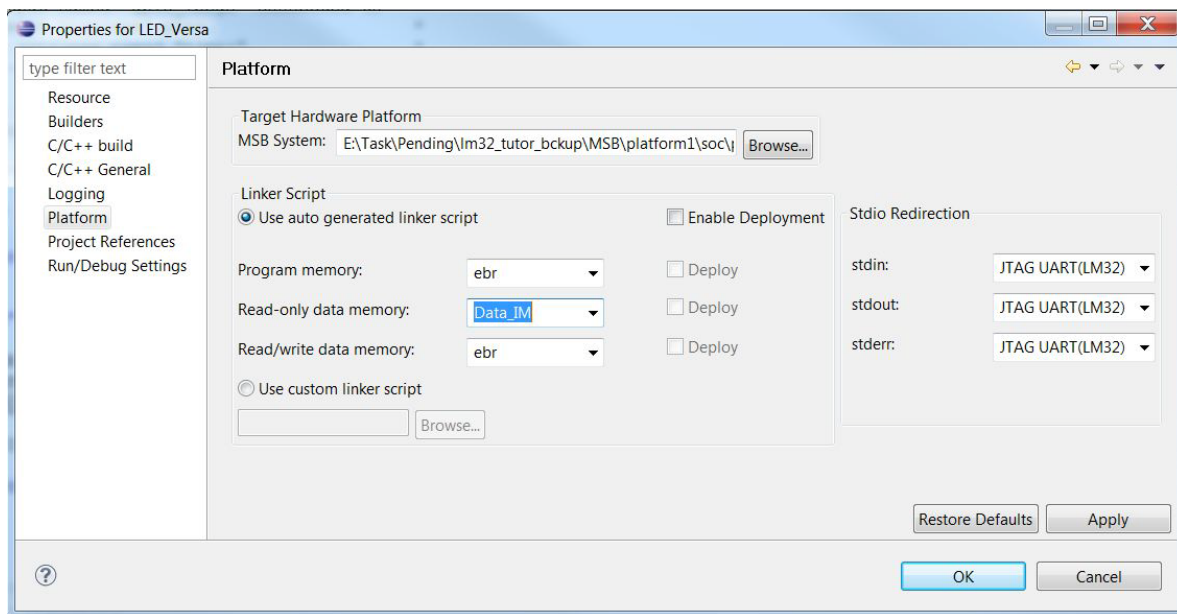 Properties for LED_Versa
type filter text
Resource
Builders
C/C++ build
C/C++ General
Logging
Platform
Project References
Run/Debug Settings
Platform
Target Hardware Platform
MSB System: E:\Task\Pending\lm32_tutor_bckup\MSB\platform1\soc\ Browse...
Linker Script
Use auto generated linker script Enable Deployment
Program memory: ebr Deploy
Read-only data memory: Data_IM Deploy
Read/write data memory: ebr Deploy
Use custom linker script
Browse...
Stdio Redirection
stdin: JTAG UART(LM32)
stdout: JTAG UART(LM32)
stderr: JTAG UART(LM32)
Restore Defaults Apply
? OK Cancel